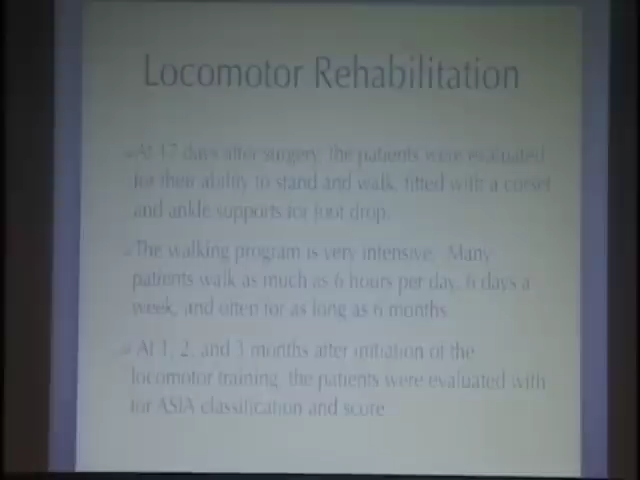 Locomotor Rehabilitation
At 17 days after surgery, the patients were evaluated
for their ability to stand and walk, fitted with a corset
and ankle supports for foot drop.
The walking program is very intensive. Many
patients walk as much as 6 hours per day, 6 days a
week, and often for as long as 6 months
At 1, 2, and 3 months after initiation of the
locomotor training, the patients were evaluated with
for ASIA classification and score